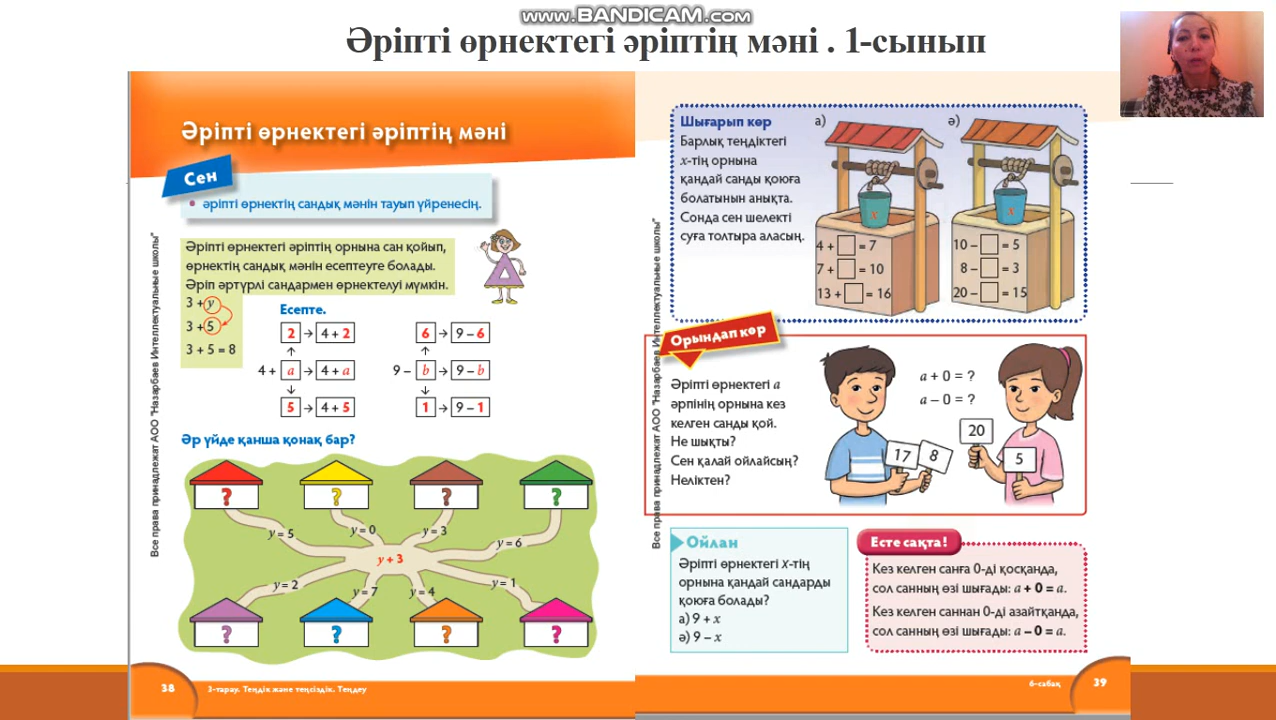 www.BANDICAM.com
Әріпті өрнектегі әріптің мәні . 1-сынып
Әріпті өрнектегі әріптің мәні
Сен
• әріпті өрнектің сандық мәнін тауып үйренесің.
Әріпті өрнектегі әріптің орнына сан қойып,
өрнектің сандық мәнін есептеуге болады.
Әріп әртүрлі сандармен өрнектелуі мүмкін.
3 + y
3 + 5
3 + 5 = 8
Есепте.
2 → 4 + 2
4 + a → 4 + a
5 → 4 + 5
6 → 9 – 6
9 – b → 9 – b
1 → 9 – 1
Әр үйде қанша қонақ бар?
? ? ? ?
y = 5 y = 0 y = 3 y = 6
y + 3
y = 2 y = 7 y = 4 y = 1
? ? ? ?
Все права принадлежат АОО "Назарбаев Интеллектуальные школы"
38
3-тарау. Теңдік және теңсіздік. Теңдеу
Шығарып көр
Барлық теңдіктегі
x-тің орнына
қандай санды қоюға
болатынын анықта.
Сонда сен шелекті
суға толтыра аласың.
а)
x
4 + □ = 7
7 + □ = 10
13 + □ = 16
ә)
x
10 – □ = 5
8 – □ = 3
20 – □ = 15
Орындап көр
Әріпті өрнектегі a
әрпінің орнына кез
келген санды қой.
Не шықты?
Сен қалай ойлайсың?
Неліктен?
a + 0 = ?
a – 0 = ?
17 8 20 5
Все права принадлежат АОО "Назарбаев Интеллектуальные школы"
Ойлан
Әріпті өрнектегі x-тің
орнына қандай сандарды
қоюға болады?
а) 9 + x
ә) 9 – x
Есте сақта!
Кез келген санға 0-ді қосқанда,
сол санның өзі шығады: a + 0 = a.
Кез келген саннан 0-ді азайтқанда,
сол санның өзі шығады: a – 0 = a.
6-сабақ
39